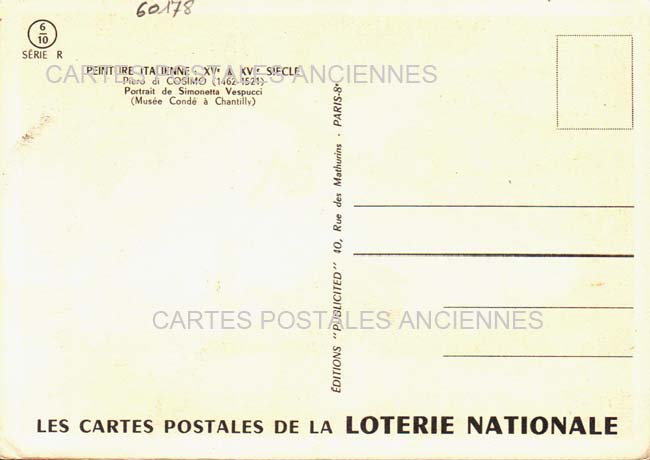 60178
6
10
SÉRIE R
PEINTURE ITALIENNE XVe & XVIe SIÈCLE
Piero di COSIMO (1462-1521)
Portrait de Simonetta Vespucci
(Musée Condé à Chantilly)
CARTES POSTALES ANCIENNES
ÉDITIONS "PUBLICITED" 40, Rue des Mathurins - PARIS-8e
CARTES POSTALES ANCIENNES
LES CARTES POSTALES DE LA LOTERIE NATIONALE